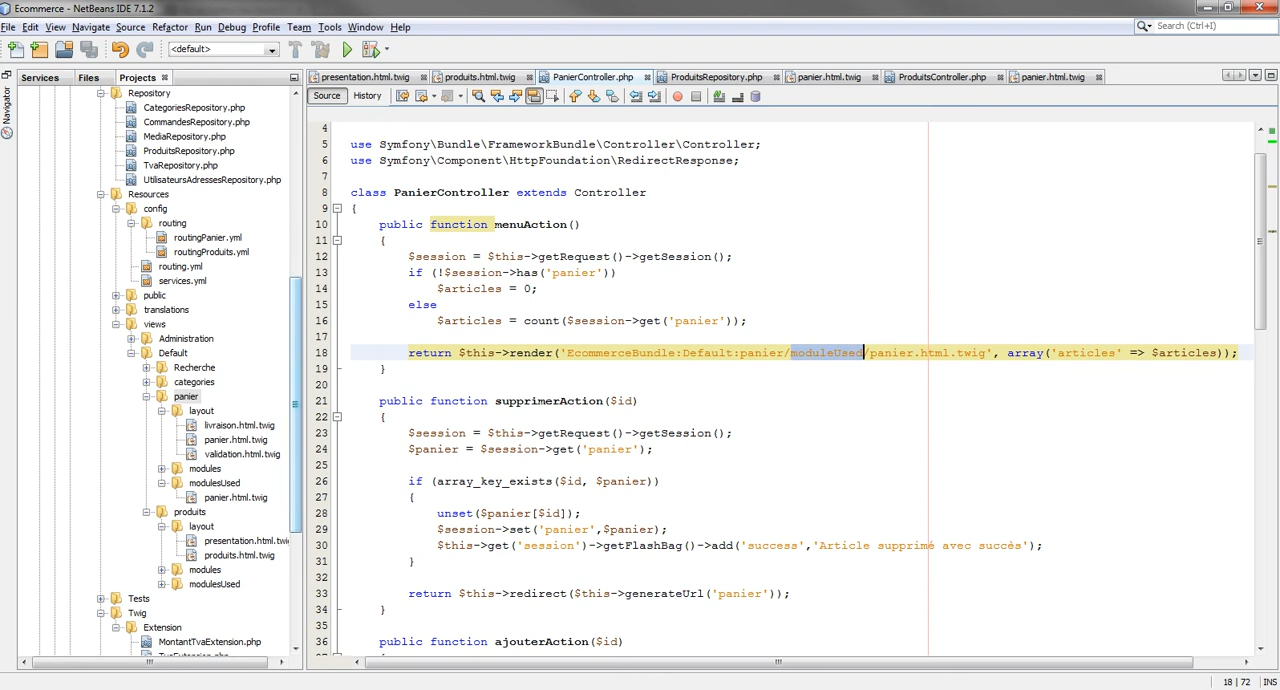 Ecommerce - NetBeans IDE 7.1.2
File Edit View Navigate Source Refactor Run Debug Profile Team Tools Window Help
Search (Ctrl+I)
<default>
Services Files Projects
presentation.html.twig produits.html.twig PanierController.php ProduitsRepository.php panier.html.twig ProduitsController.php panier.html.twig
Source History
Navigator
Repository
CategoriesRepository.php
CommandesRepository.php
MediaRepository.php
ProduitsRepository.php
TvaRepository.php
UtilisateursAdressesRepository.php
Resources
config
routing
routingPanier.yml
routingProduits.yml
routing.yml
services.yml
public
translations
views
Administration
Default
Recherche
categories
panier
layout
livraison.html.twig
panier.html.twig
validation.html.twig
modules
modulesUsed
panier.html.twig
produits
layout
presentation.html.twig
produits.html.twig
modules
modulesUsed
Tests
Twig
Extension
MontantTvaExtension.php
4
5 use Symfony\Bundle\FrameworkBundle\Controller\Controller;
6 use Symfony\Component\HttpFoundation\RedirectResponse;
7
8 class PanierController extends Controller
9 {
10 public function menuAction()
11 {
12 $session = $this->getRequest()->getSession();
13 if (!$session->has('panier'))
14 $articles = 0;
15 else
16 $articles = count($session->get('panier'));
17
18 return $this->render('EcommerceBundle:Default:panier/moduleUsed/panier.html.twig', array('articles' => $articles));
19 }
20
21 public function supprimerAction($id)
22 {
23 $session = $this->getRequest()->getSession();
24 $panier = $session->get('panier');
25
26 if (array_key_exists($id, $panier))
27 {
28 unset($panier[$id]);
29 $session->set('panier',$panier);
30 $this->get('session')->getFlashBag()->add('success','Article supprimé avec succès');
31 }
32
33 return $this->redirect($this->generateUrl('panier'));
34 }
35
36 public function ajouterAction($id)
18 | 72 INS